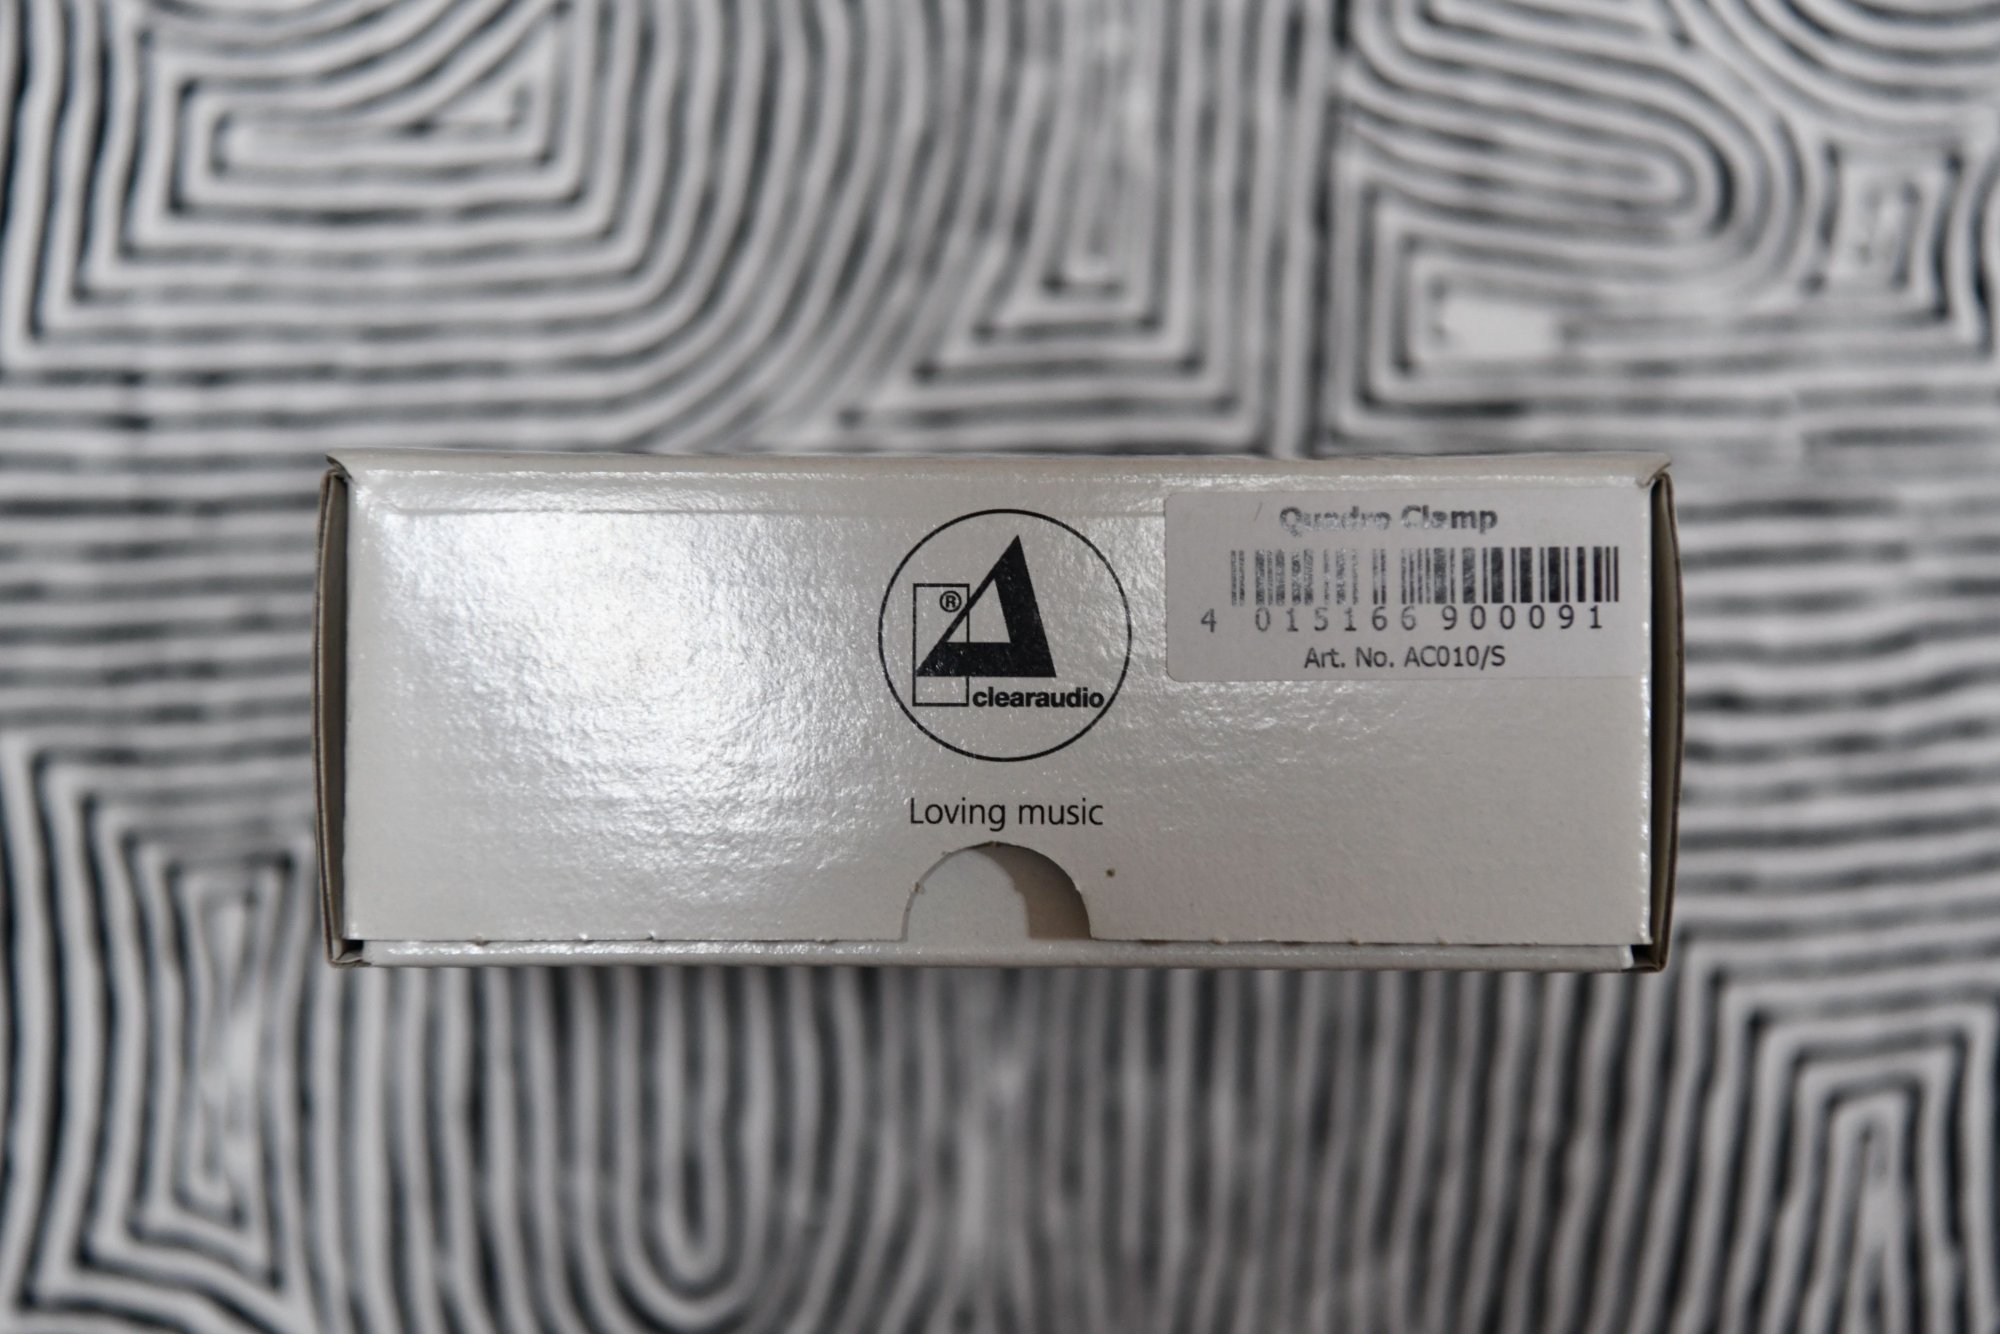 Quadro Clamp
4 015166 900091
Art. No. AC010/S
®
clearaudio
Loving music